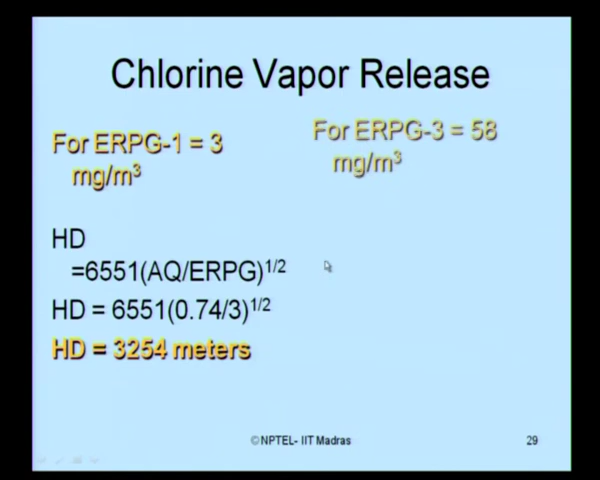 Chlorine Vapor Release
For ERPG-1 = 3
mg/m³
For ERPG-3 = 58
mg/m³
HD
=6551(AQ/ERPG)¹/²
HD = 6551(0.74/3)¹/²
HD = 3254 meters
©NPTEL- IIT Madras
29